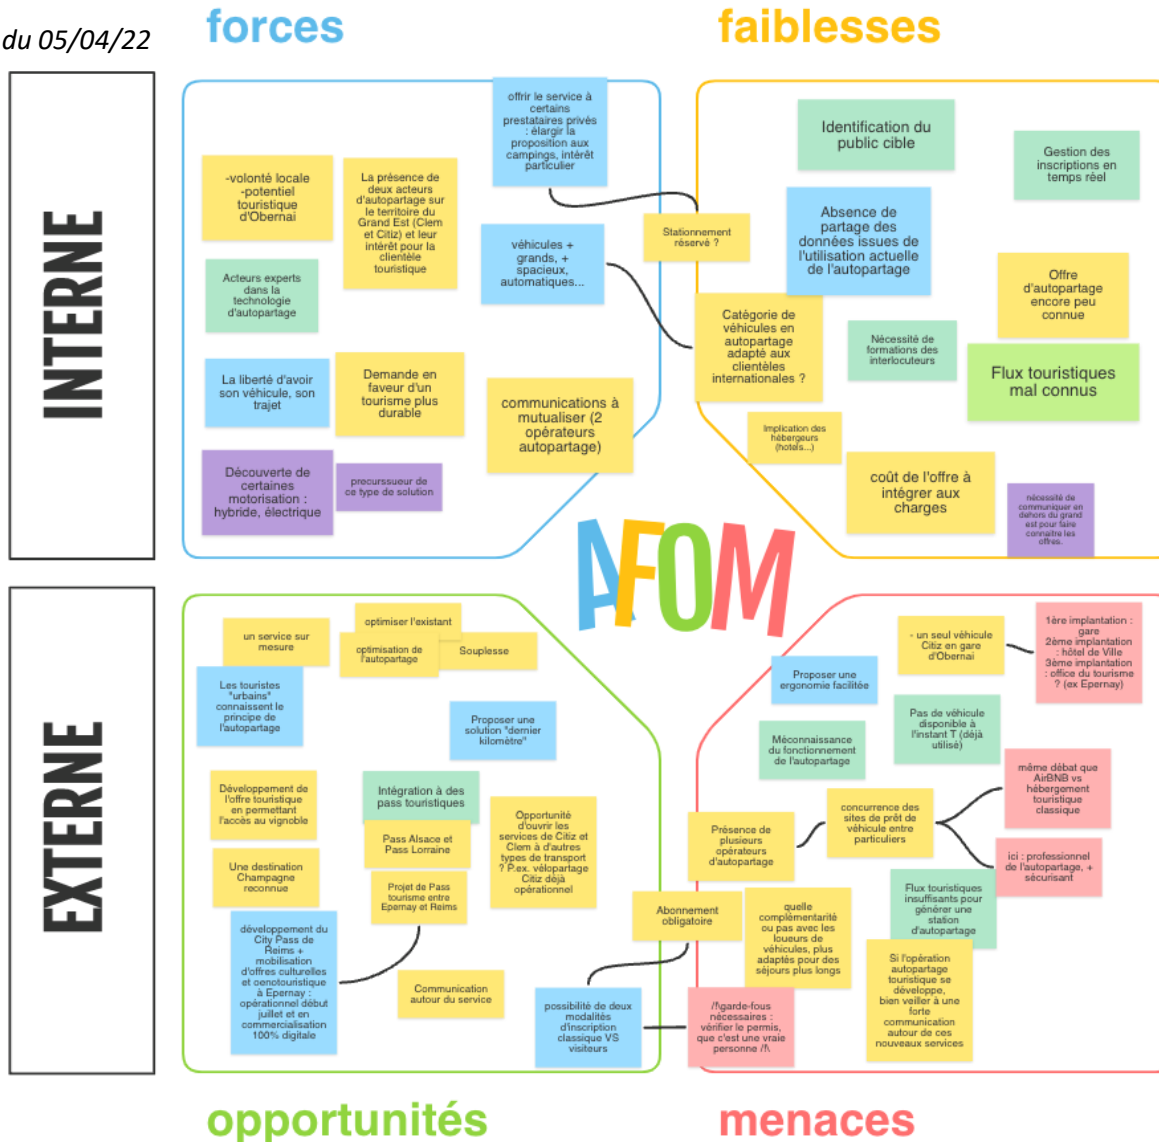 du 05/04/22
forces
faiblesses
INTERNE
offrir le service à
certains
prestataires privés
: élargir la
proposition aux
campings, intérêt
particulier
-volonté locale
-potentiel
touristique
d'Obernai
La présence de
deux acteurs
d'autopartage sur
le territoire du
Grand Est (Clem
et Citiz) et leur
intérêt pour la
clientèle
touristique
véhicules +
grands, +
spacieux,
automatiques...
Acteurs experts
dans la
technologie
d'autopartage
La liberté d'avoir
son véhicule, son
trajet
Demande en
faveur d'un
tourisme plus
durable
communications à
mutualiser (2
opérateurs
autopartage)
Découverte de
certaines
motorisation :
hybride, électrique
precurssueur de
ce type de solution
Stationnement
réservé ?
Identification du
public cible
Gestion des
inscriptions en
temps réel
Absence de
partage des
données issues de
l'utilisation actuelle
de l'autopartage
Offre
d'autopartage
encore peu
connue
Catégorie de
véhicules en
autopartage
adapté aux
clientèles
internationales ?
Nécessité de
formations des
interlocuteurs
Flux touristiques
mal connus
Implication des
hébergeurs
(hotels...)
coût de l'offre à
intégrer aux
charges
nécessité de
communiquer en
dehors du grand
est pour faire
connaitre les
offres.
AFOM
EXTERNE
un service sur
mesure
optimiser l'existant
optimisation de
l'autopartage
Souplesse
Les touristes
"urbains"
connaissent le
principe de
l'autopartage
Proposer une
solution "dernier
kilomètre"
Développement de
l'offre touristique
en permettant
l'accès au vignoble
Intégration à des
pass touristiques
Pass Alsace et
Pass Lorraine
Opportunité
d'ouvrir les
services de Citiz et
Clem à d'autres
types de transport
? P.ex. vélopartage
Citiz déjà
opérationnel
Une destination
Champagne
reconnue
Projet de Pass
tourisme entre
Epernay et Reims
développement du
City Pass de
Reims +
mobilisation
d'offres culturelles
et oenotouristique
à Epernay :
opérationnel début
juillet et en
commercialisation
100% digitale
Communication
autour du service
possibilité de deux
modalités
d'inscription
classique VS
visiteurs
Abonnement
obligatoire
- un seul véhicule
Citiz en gare
d'Obernai
1ère implantation :
gare
2ème implantation
: hôtel de Ville
3ème implantation
: office du tourisme
? (ex Epernay)
Proposer une
ergonomie facilitée
Méconnaissance
du fonctionnement
de l'autopartage
Pas de véhicule
disponible à
l'instant T (déjà
utilisé)
même débat que
AirBNB vs
hébergement
touristique
classique
Présence de
plusieurs
opérateurs
d'autopartage
concurrence des
sites de prêt de
véhicule entre
particuliers
ici : professionnel
de l'autopartage, +
sécurisant
quelle
complémentarité
ou pas avec les
loueurs de
véhicules, plus
adaptés pour des
séjours plus longs
Flux touristiques
insuffisants pour
générer une
station
d'autopartage
Si l'opération
autopartage
touristique se
développe,
bien veiller à une
forte
communication
autour de ces
nouveaux services
/!\garde-fous
nécessaires :
vérifier le permis,
que c'est une vraie
personne /!\
opportunités
menaces